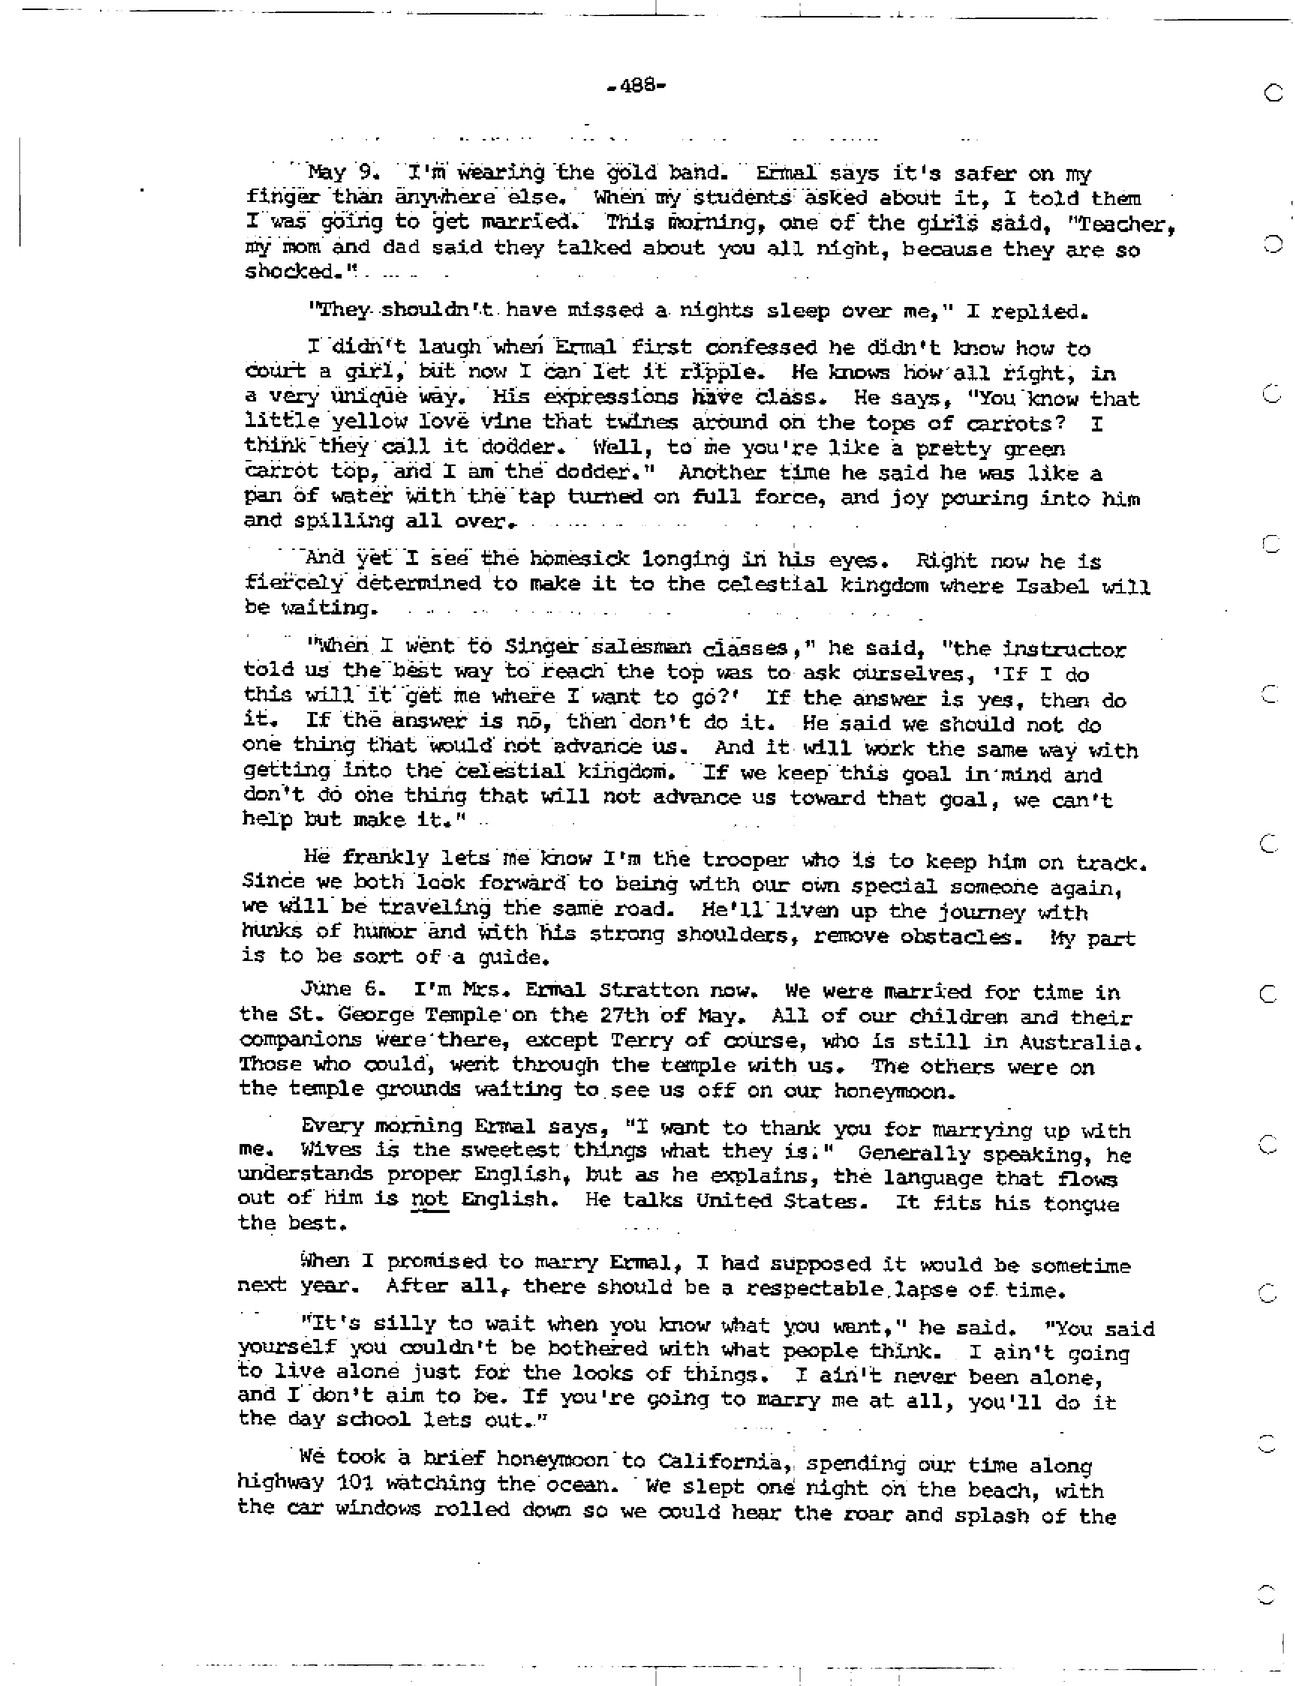 -488-
May 9. I'm wearing the gold band. Ermal says it's safer on my
finger than anywhere else. When my students asked about it, I told them
I was going to get married. This morning, one of the girls said, "Teacher,
my mom and dad said they talked about you all night, because they are so
shocked."
"They shouldn't have missed a nights sleep over me," I replied.
I didn't laugh when Ermal first confessed he didn't know how to
court a girl, but now I can let it ripple. He knows how all right, in
a very unique way. His expressions have class. He says, "You know that
little yellow love vine that twines around on the tops of carrots? I
think they call it dodder. Well, to me you're like a pretty green
carrot top, and I am the dodder." Another time he said he was like a
pan of water with the tap turned on full force, and joy pouring into him
and spilling all over.
And yet I see the homesick longing in his eyes. Right now he is
fiercely determined to make it to the celestial kingdom where Isabel will
be waiting.
"When I went to Singer salesman classes," he said, "the instructor
told us the best way to reach the top was to ask ourselves, 'If I do
this will it get me where I want to go?' If the answer is yes, then do
it. If the answer is no, then don't do it. He said we should not do
one thing that would not advance us. And it will work the same way with
getting into the celestial kingdom. If we keep this goal in mind and
don't do one thing that will not advance us toward that goal, we can't
help but make it."
He frankly lets me know I'm the trooper who is to keep him on track.
Since we both look forward to being with our own special someone again,
we will be traveling the same road. He'll liven up the journey with
hunks of humor and with his strong shoulders, remove obstacles. My part
is to be sort of a guide.
June 6. I'm Mrs. Ermal Stratton now. We were married for time in
the St. George Temple on the 27th of May. All of our children and their
companions were there, except Terry of course, who is still in Australia.
Those who could, went through the temple with us. The others were on
the temple grounds waiting to see us off on our honeymoon.
Every morning Ermal says, "I want to thank you for marrying up with
me. Wives is the sweetest things what they is." Generally speaking, he
understands proper English, but as he explains, the language that flows
out of him is not English. He talks United States. It fits his tongue
the best.
When I promised to marry Ermal, I had supposed it would be sometime
next year. After all, there should be a respectable lapse of time.
"It's silly to wait when you know what you want," he said. "You said
yourself you couldn't be bothered with what people think. I ain't going
to live alone just for the looks of things. I ain't never been alone,
and I don't aim to be. If you're going to marry me at all, you'll do it
the day school lets out."
We took a brief honeymoon to California, spending our time along
highway 101 watching the ocean. We slept one night on the beach, with
the car windows rolled down so we could hear the roar and splash of the